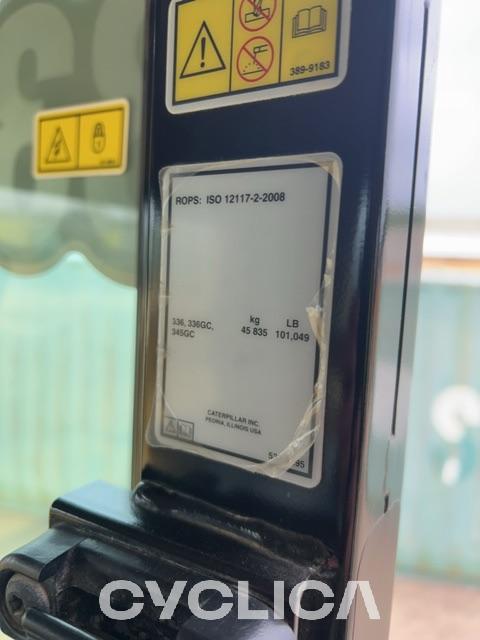 389-9183
ROPS: ISO 12117-2-2008
kg LB
336, 336GC, 45 835 101,049
345GC
CATERPILLAR INC.
PEORIA, ILLINOIS USA
CYCLICA